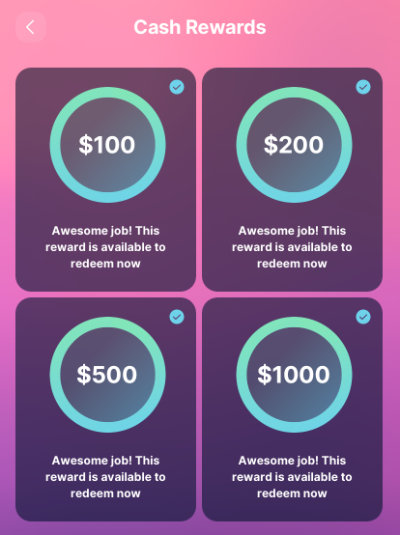 Cash Rewards
$100
Awesome job! This
reward is available to
redeem now
$200
Awesome job! This
reward is available to
redeem now
$500
Awesome job! This
reward is available to
redeem now
$1000
Awesome job! This
reward is available to
redeem now